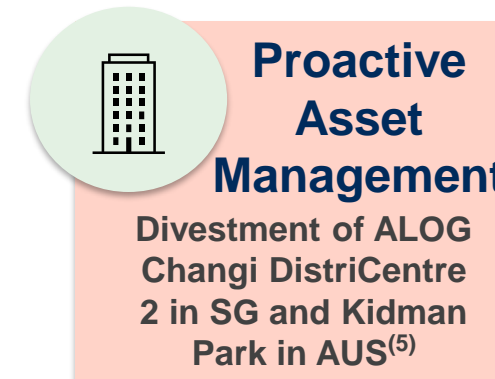 Proactive
Asset
Management
Divestment of ALOG
Changi DistriCentre
2 in SG and Kidman
Park in AUS(5)